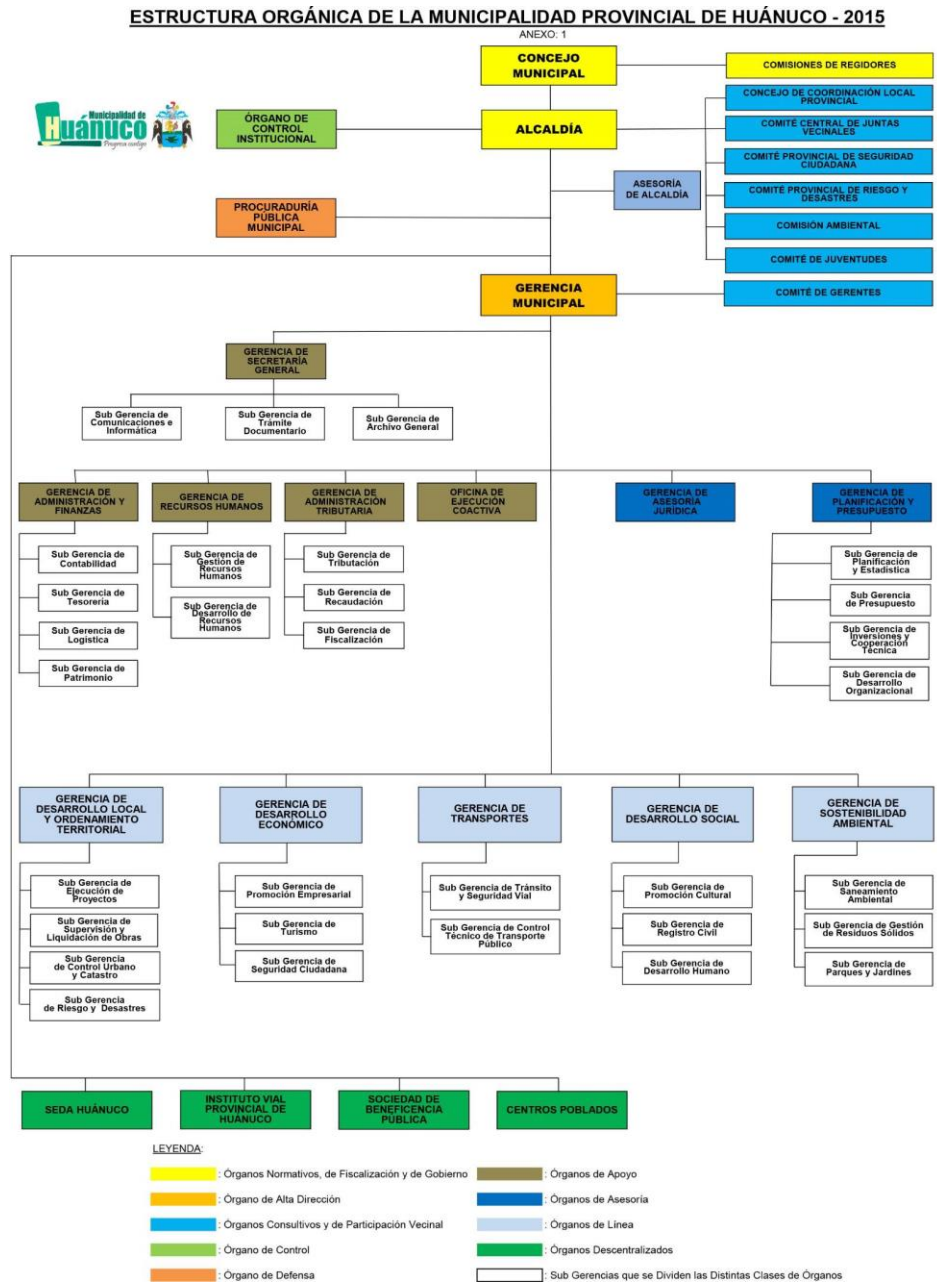 ESTRUCTURA ORGÁNICA DE LA MUNICIPALIDAD PROVINCIAL DE HUÁNUCO - 2015
ANEXO: 1
CONCEJO
MUNICIPAL
COMISIONES DE REGIDORES
Municipalidad de
Huánuco
Progresa contigo
ÓRGANO DE
CONTROL
INSTITUCIONAL
ALCALDÍA
CONCEJO DE COORDINACIÓN LOCAL
PROVINCIAL
COMITÉ CENTRAL DE JUNTAS
VECINALES
COMITÉ PROVINCIAL DE SEGURIDAD
CIUDADANA
ASESORÍA
DE ALCALDÍA
COMITÉ PROVINCIAL DE RIESGO Y
DESASTRES
PROCURADURÍA
PÚBLICA
MUNICIPAL
COMISIÓN AMBIENTAL
COMITÉ DE JUVENTUDES
GERENCIA
MUNICIPAL
COMITÉ DE GERENTES
GERENCIA DE
SECRETARÍA
GENERAL
Sub Gerencia de
Comunicaciones e
Informática
Sub Gerencia de
Trámite
Documentario
Sub Gerencia de
Archivo General
GERENCIA DE
ADMINISTRACIÓN Y
FINANZAS
GERENCIA DE
RECURSOS HUMANOS
GERENCIA DE
ADMINISTRACIÓN
TRIBUTARIA
OFICINA DE
EJECUCIÓN
COACTIVA
GERENCIA DE
ASESORÍA
JURÍDICA
GERENCIA DE
PLANIFICACIÓN Y
PRESUPUESTO
Sub Gerencia de
Contabilidad
Sub Gerencia de
Tesorería
Sub Gerencia de
Logística
Sub Gerencia de
Patrimonio
Sub Gerencia de
Gestión de
Recursos
Humanos
Sub Gerencia de
Desarrollo de
Recursos
Humanos
Sub Gerencia de
Tributación
Sub Gerencia de
Recaudación
Sub Gerencia de
Fiscalización
Sub Gerencia de
Planificación
y Estadística
Sub Gerencia
de Presupuesto
Sub Gerencia de
Inversiones y
Cooperación
Técnica
Sub Gerencia de
Desarrollo
Organizacional
GERENCIA DE
DESARROLLO LOCAL
Y ORDENAMIENTO
TERRITORIAL
GERENCIA DE
DESARROLLO
ECONÓMICO
GERENCIA DE
TRANSPORTES
GERENCIA DE
DESARROLLO SOCIAL
GERENCIA DE
SOSTENIBILIDAD
AMBIENTAL
Sub Gerencia de
Ejecución de
Proyectos
Sub Gerencia de
Supervisión y
Liquidación de Obras
Sub Gerencia
de Control Urbano
y Catastro
Sub Gerencia
de Riesgo y Desastres
Sub Gerencia de
Promoción Empresarial
Sub Gerencia de
Turismo
Sub Gerencia de
Seguridad Ciudadana
Sub Gerencia de Tránsito
y Seguridad Vial
Sub Gerencia de Control
Técnico de Transporte
Público
Sub Gerencia de
Promoción Cultural
Sub Gerencia de
Registro Civil
Sub Gerencia de
Desarrollo Humano
Sub Gerencia de
Saneamiento
Ambiental
Sub Gerencia de Gestión
de Residuos Sólidos
Sub Gerencia de
Parques y Jardines
SEDA HUÁNUCO
INSTITUTO VIAL
PROVINCIAL DE
HUANUCO
SOCIEDAD DE
BENEFICENCIA
PÚBLICA
CENTROS POBLADOS
LEYENDA:
: Órganos Normativos, de Fiscalización y de Gobierno
: Órgano de Alta Dirección
: Órganos Consultivos y de Participación Vecinal
: Órgano de Control
: Órgano de Defensa
: Órganos de Apoyo
: Órganos de Asesoría
: Órganos de Línea
: Órganos Descentralizados
: Sub Gerencias que se Dividen las Distintas Clases de Órganos